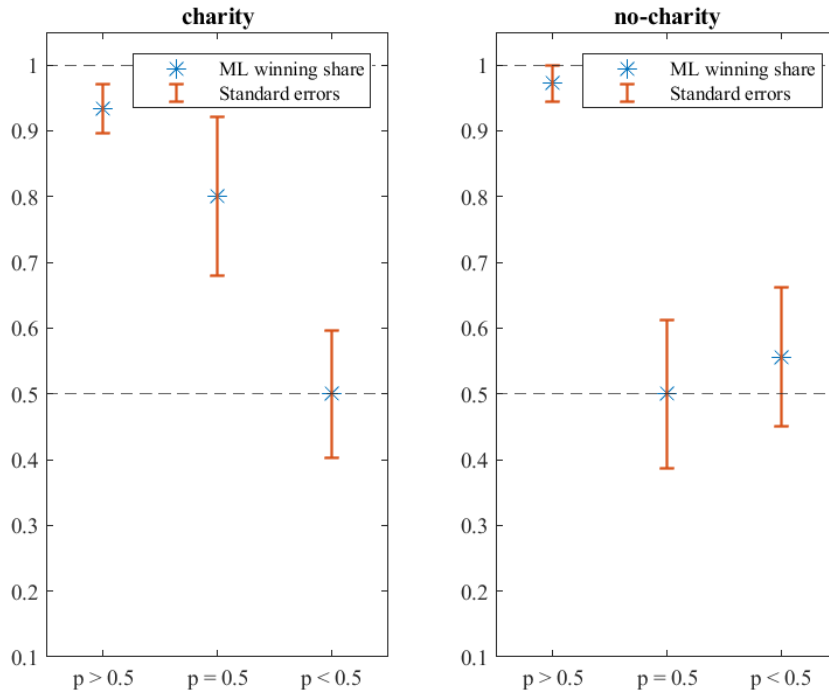 charity
ML winning share
Standard errors
1
0.9
0.8
0.7
0.6
0.5
0.4
0.3
0.2
0.1
p > 0.5
p = 0.5
p < 0.5
no-charity
ML winning share
Standard errors
1
0.9
0.8
0.7
0.6
0.5
0.4
0.3
0.2
0.1
p > 0.5
p = 0.5
p < 0.5